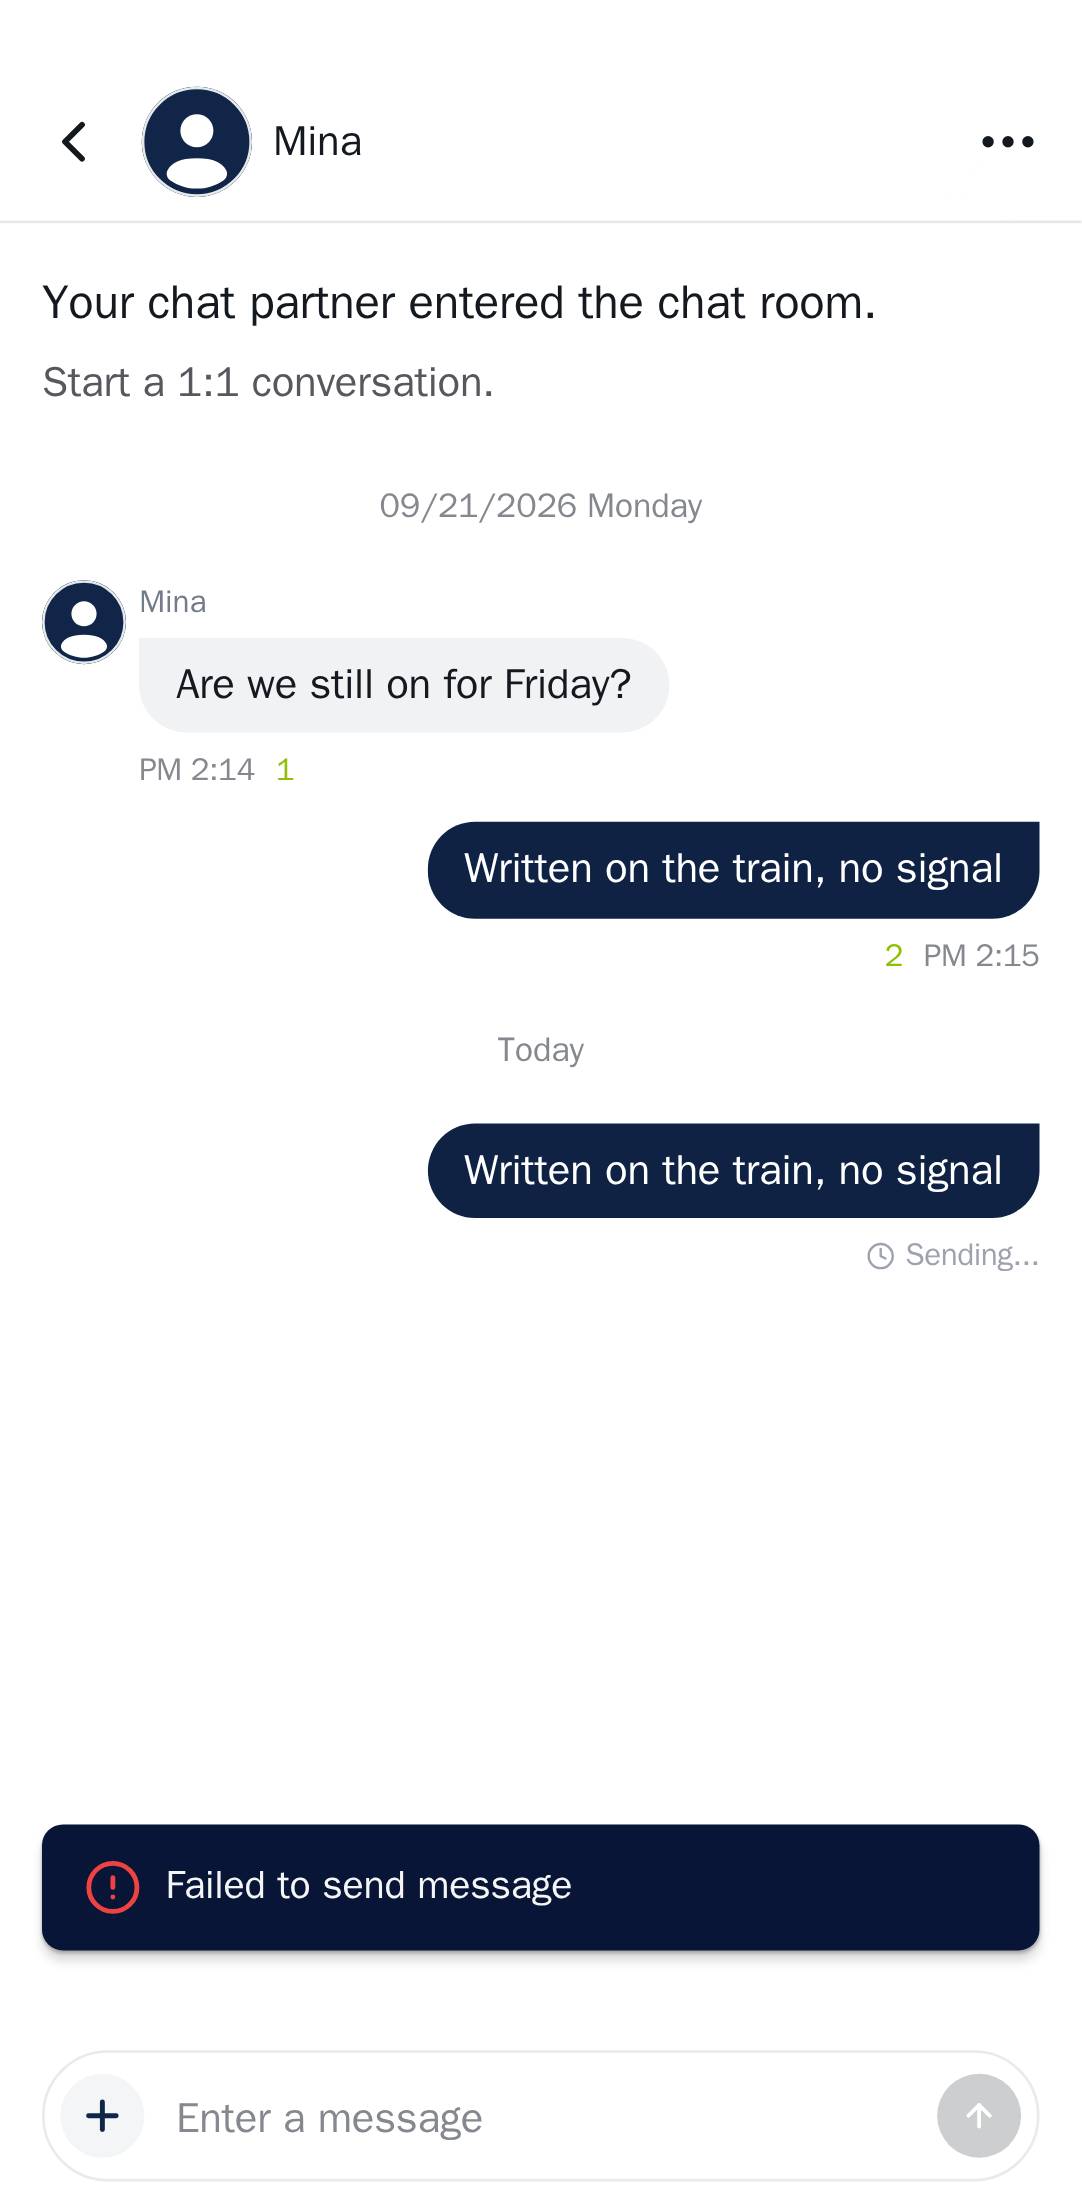 Mina
Your chat partner entered the chat room.
Start a 1:1 conversation.
09/21/2026 Monday
Mina
Are we still on for Friday?
PM 2:14 1
Written on the train, no signal
2 PM 2:15
Today
Written on the train, no signal
Sending...
Failed to send message
Enter a message